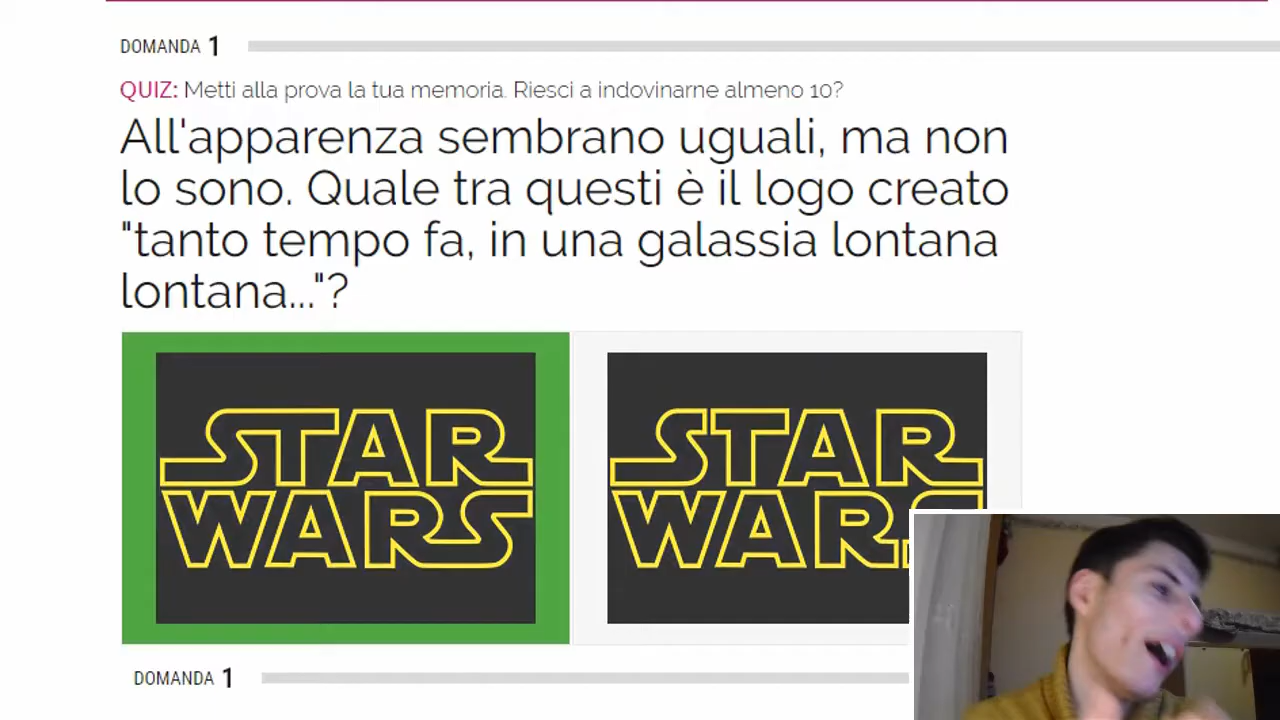 DOMANDA 1
QUIZ: Metti alla prova la tua memoria. Riesci a indovinarne almeno 10?
All'apparenza sembrano uguali, ma non
lo sono. Quale tra questi è il logo creato
"tanto tempo fa, in una galassia lontana
lontana..."?
STAR
WARS
STAR
WAR
DOMANDA 1